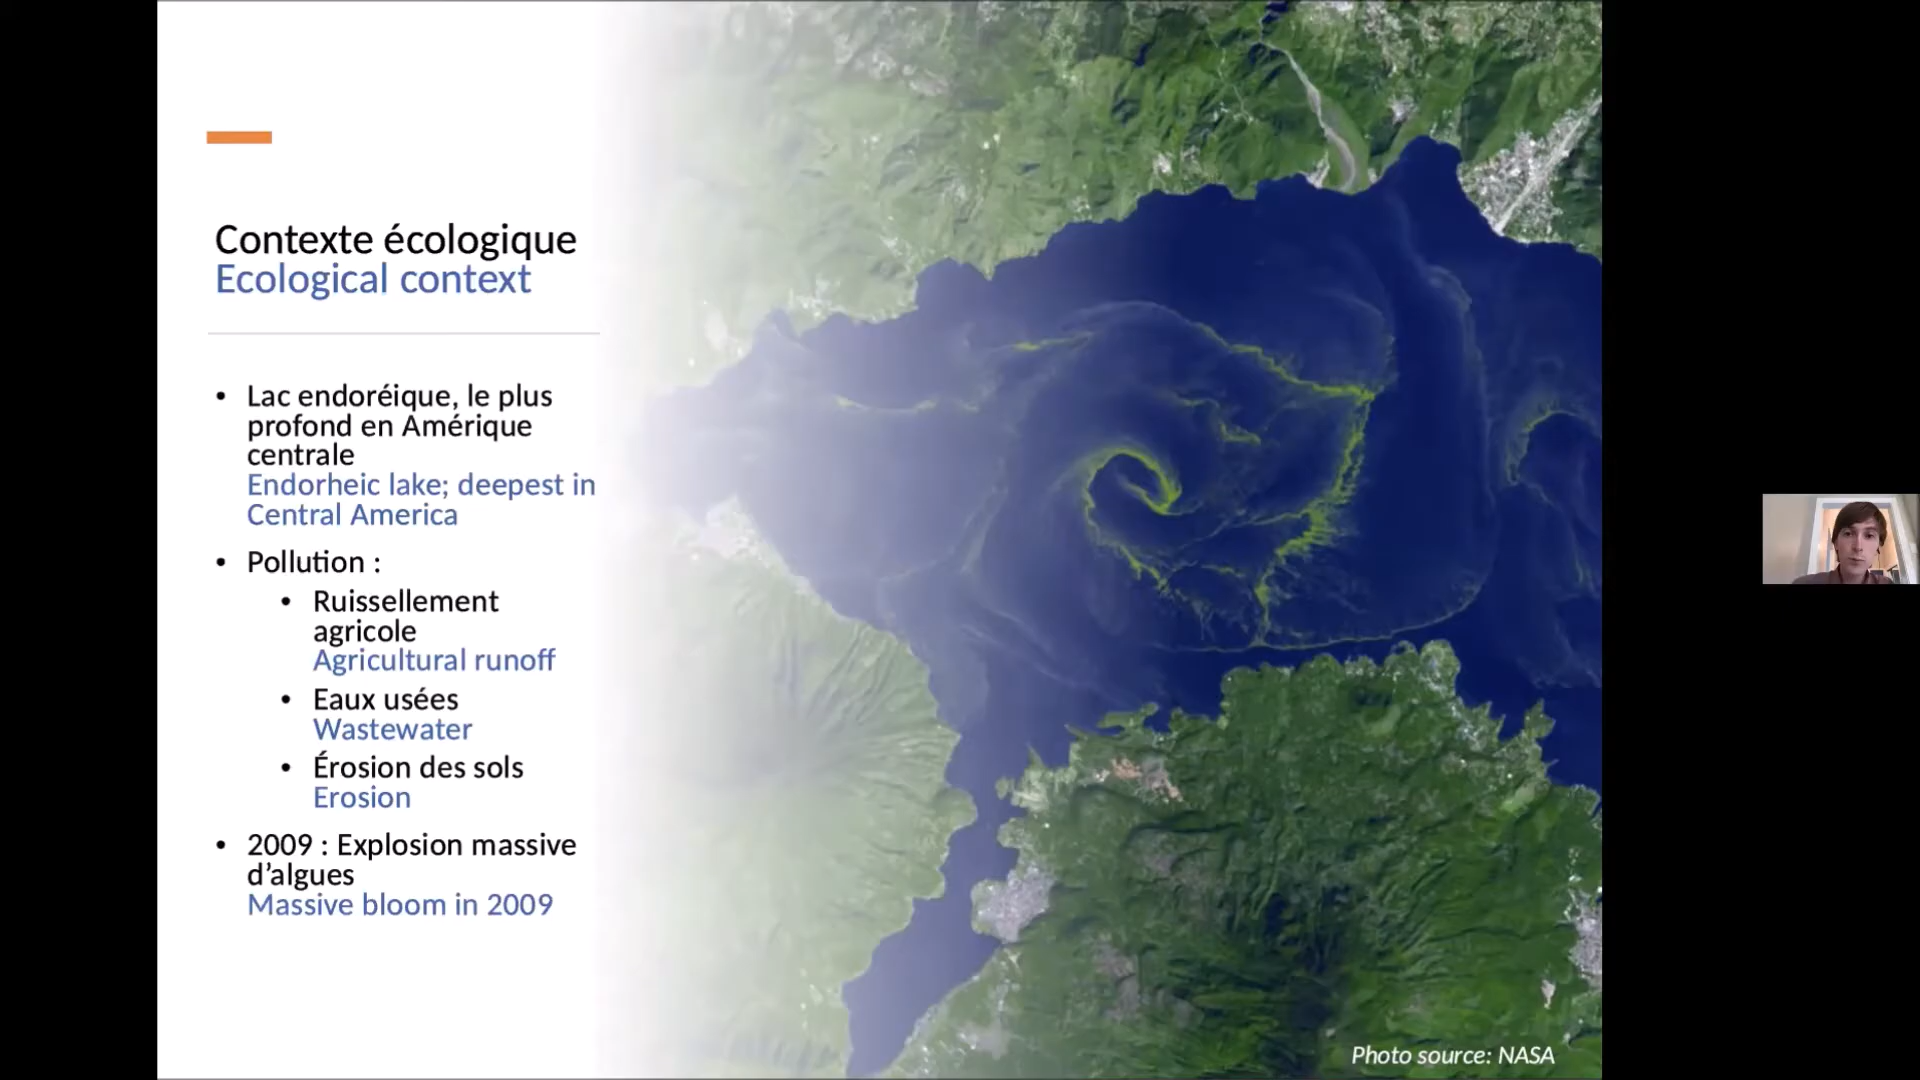 Contexte écologique
Ecological context
• Lac endoréique, le plus
profond en Amérique
centrale
Endorheic lake; deepest in
Central America
• Pollution :
• Ruissellement
agricole
Agricultural runoff
• Eaux usées
Wastewater
• Érosion des sols
Erosion
• 2009 : Explosion massive
d’algues
Massive bloom in 2009
Photo source: NASA